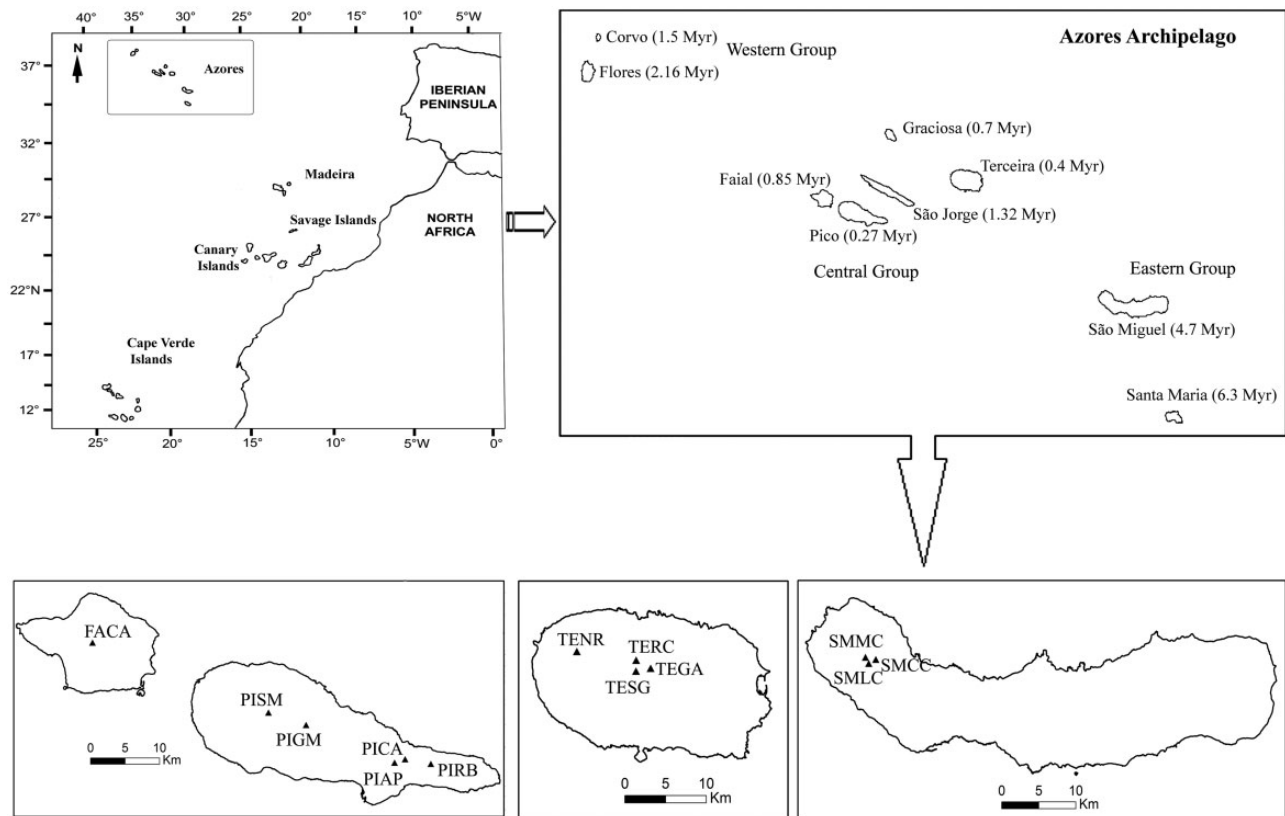 40°
35°
30°
25°
20°
15°
10°
5°W
N
37°
32°
27°
22°N
17°
12°
25°
20°
15°
10°
5°W
0°
Azores
IBERIAN
PENINSULA
Madeira
Savage Islands
NORTH
AFRICA
Canary
Islands
Cape Verde
Islands
Azores Archipelago
Corvo (1.5 Myr)
Western Group
Flores (2.16 Myr)
Graciosa (0.7 Myr)
Terceira (0.4 Myr)
Faial (0.85 Myr)
São Jorge (1.32 Myr)
Pico (0.27 Myr)
Central Group
Eastern Group
São Miguel (4.7 Myr)
Santa Maria (6.3 Myr)
FACA
PISM
PIGM
PICA
PIAP
PIRB
0 5 10
Km
TENR
TERC
TEGA
TESG
0 5 10
Km
SMMC
SMCC
SMLC
0 5 10
Km